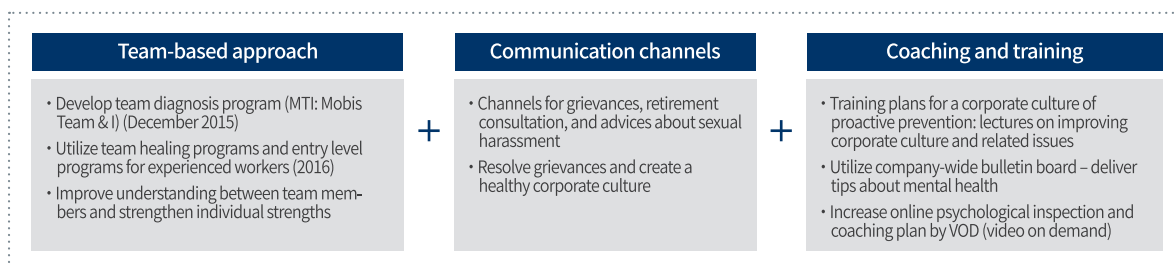 Team-based approach
• Develop team diagnosis program (MTI: Mobis
Team & I) (December 2015)
• Utilize team healing programs and entry level
programs for experienced workers (2016)
• Improve understanding between team mem-
bers and strengthen individual strengths
+
Communication channels
• Channels for grievances, retirement
consultation, and advices about sexual
harassment
• Resolve grievances and create a
healthy corporate culture
+
Coaching and training
• Training plans for a corporate culture of
proactive prevention: lectures on improving
corporate culture and related issues
• Utilize company-wide bulletin board – deliver
tips about mental health
• Increase online psychological inspection and
coaching plan by VOD (video on demand)